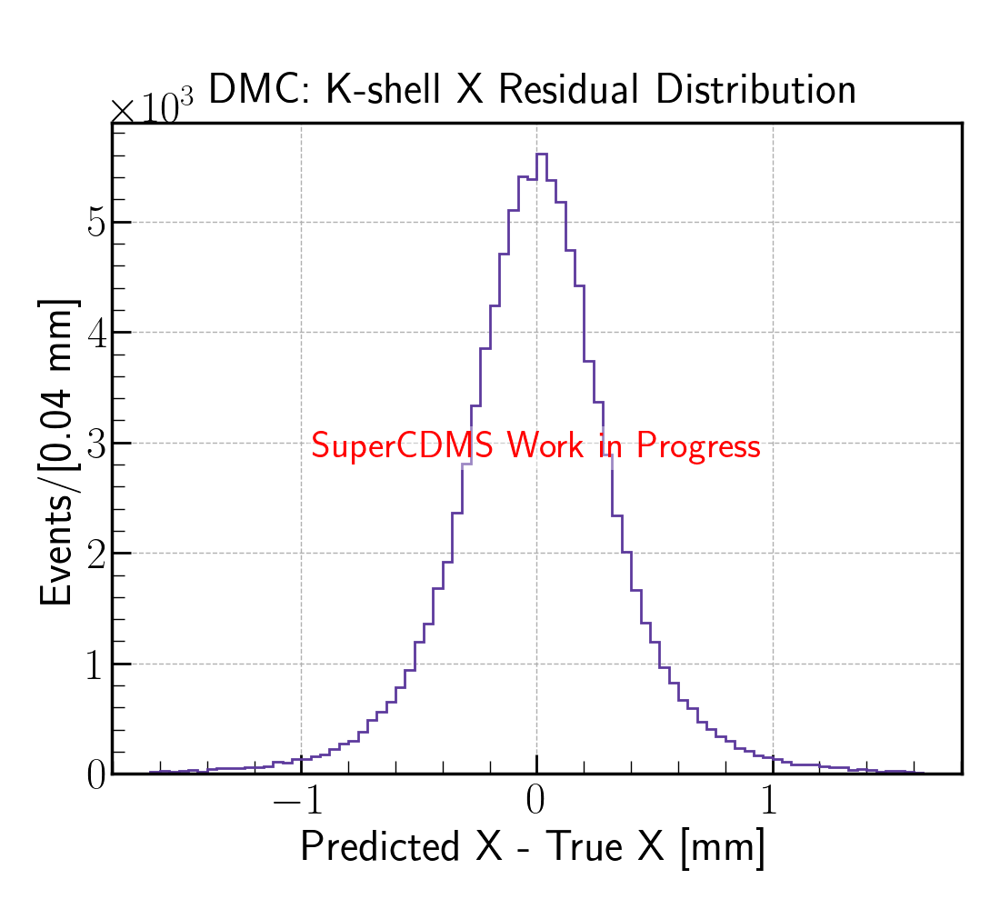 DMC: K-shell X Residual Distribution
×10³
5
4
3
2
1
0
Events/[0.04 mm]
SuperCDMS Work in Progress
−1 0 1
Predicted X - True X [mm]